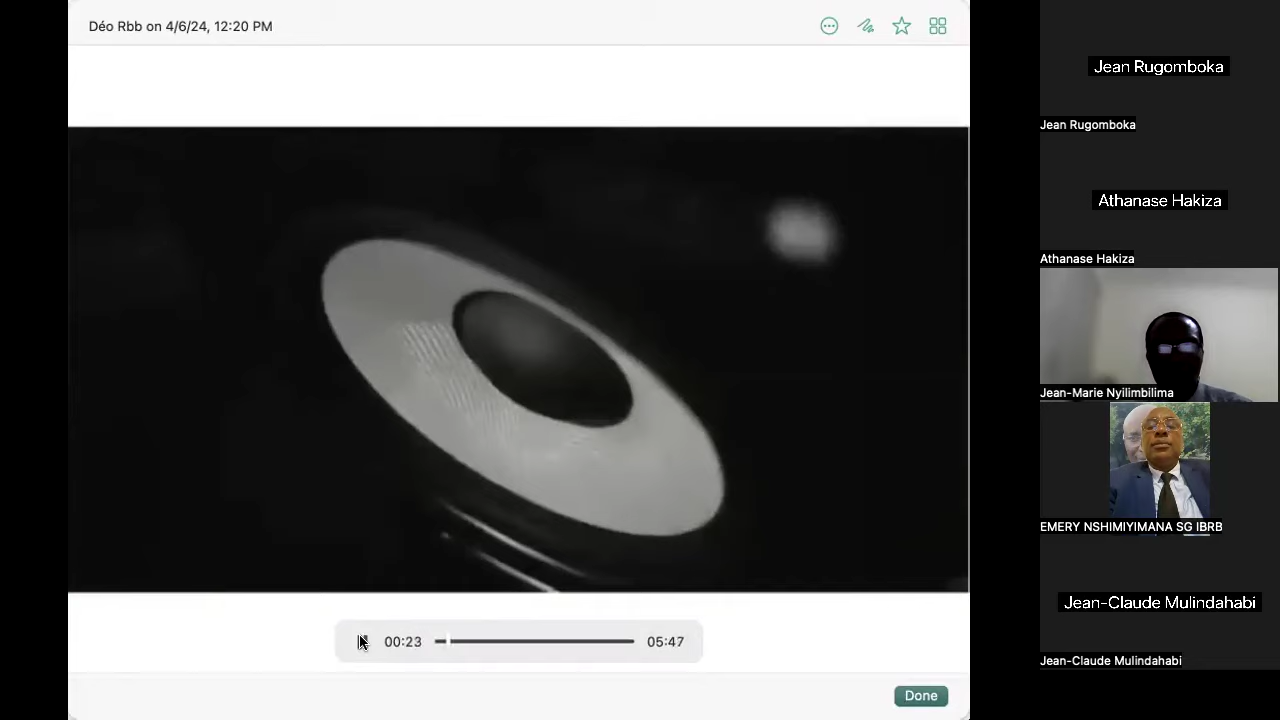 Déo Rbb on 4/6/24, 12:20 PM
00:23
05:47
Done
Jean Rugomboka
Jean Rugomboka
Athanase Hakiza
Athanase Hakiza
Jean-Marie Nyilimbilima
EMERY NSHIMIYIMANA SG IBRB
Jean-Claude Mulindahabi
Jean-Claude Mulindahabi